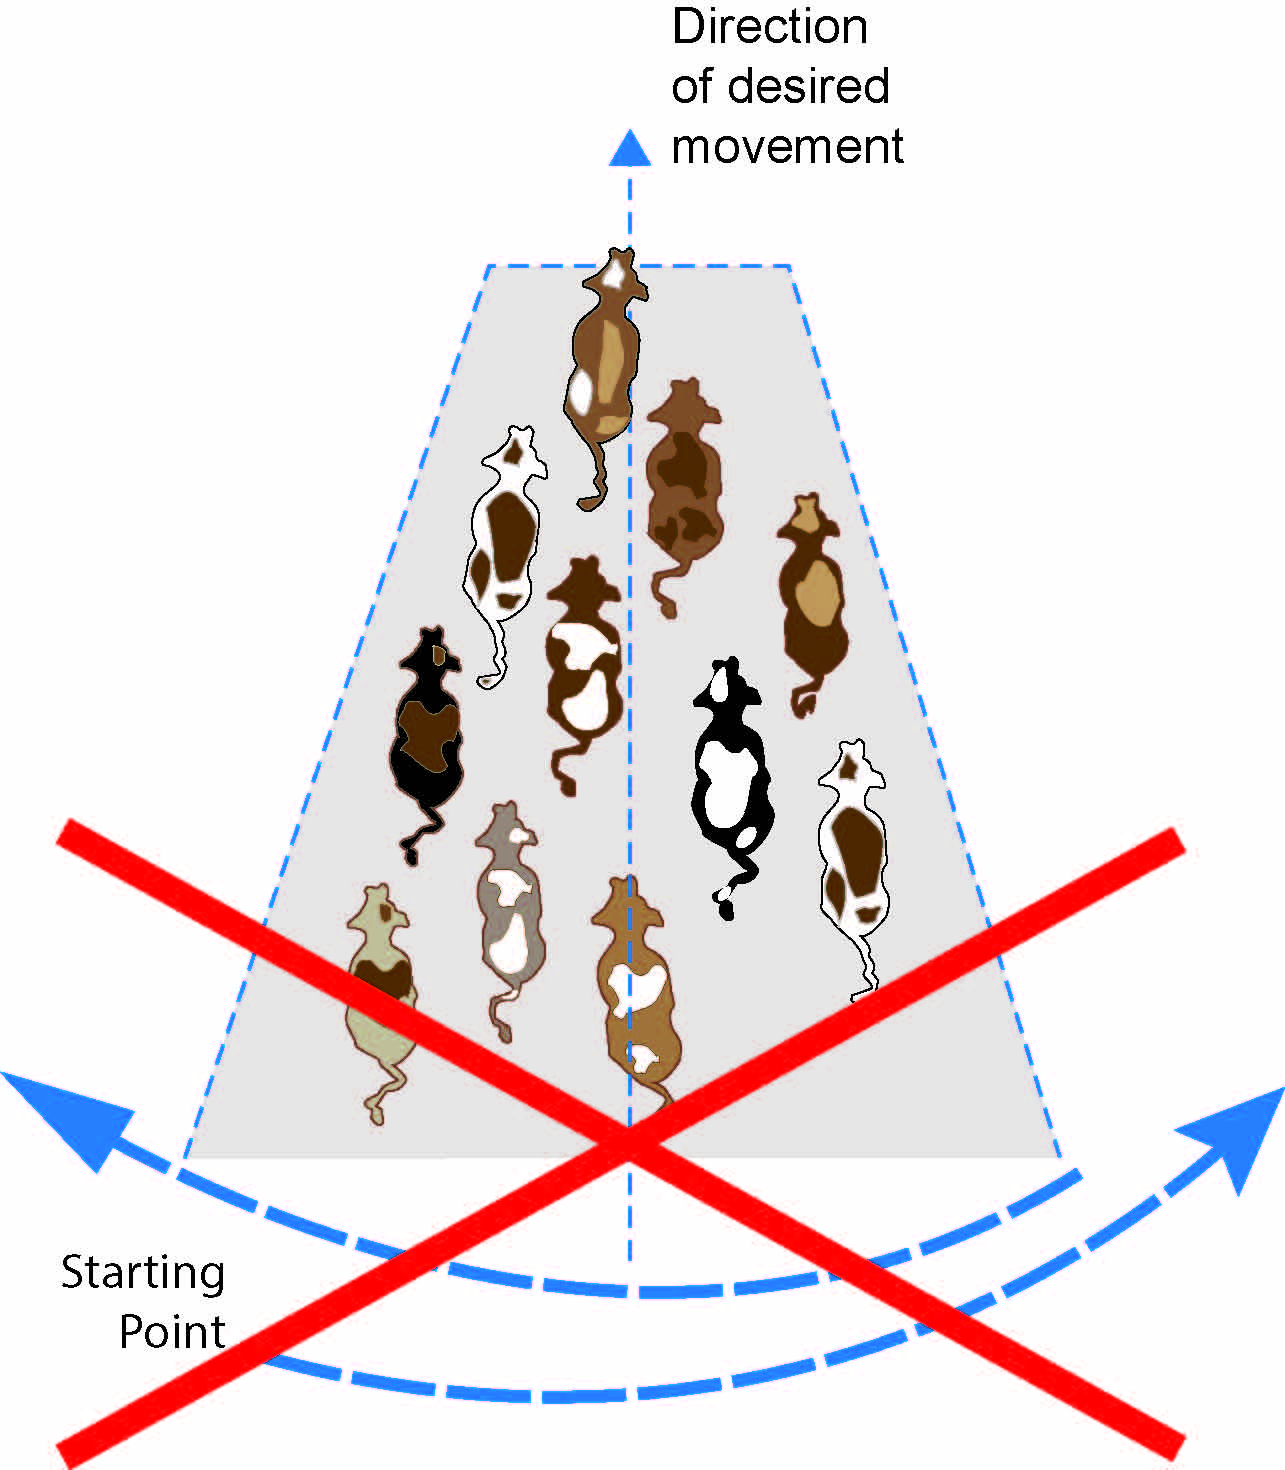 Direction
of desired
movement
Starting
Point